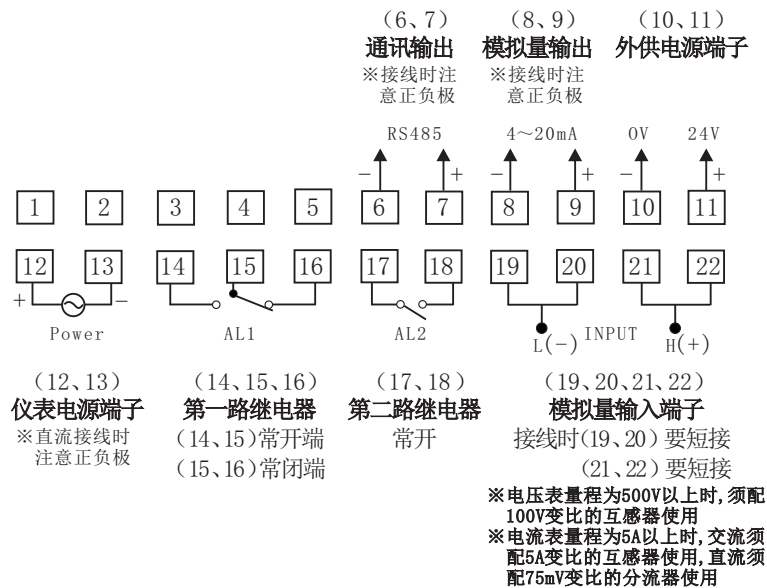 （6、7）  （8、9）  （10、11）
通讯输出  模拟量输出  外供电源端子
※接线时注  ※接线时注
意正负极  意正负极
RS485  4～20mA  0V  24V
－  ＋  －  ＋  －  ＋
1  2  3  4  5  6  7  8  9  10  11
12  13  14  15  16  17  18  19  20  21  22
＋  －
Power  AL1  AL2  L(－)  INPUT  H(＋)
（12、13）  （14、15、16）  （17、18）  （19、20、21、22）
仪表电源端子  第一路继电器  第二路继电器  模拟量输入端子
※直流接线时  （14、15）常开端  常开  接线时(19、20)要短接
注意正负极  （15、16）常闭端  （21、22）要短接
※电压表量程为500V以上时,须配
100V变比的互感器使用
※电流表量程为5A以上时,交流须
配5A变比的互感器使用,直流须
配75mV变比的分流器使用